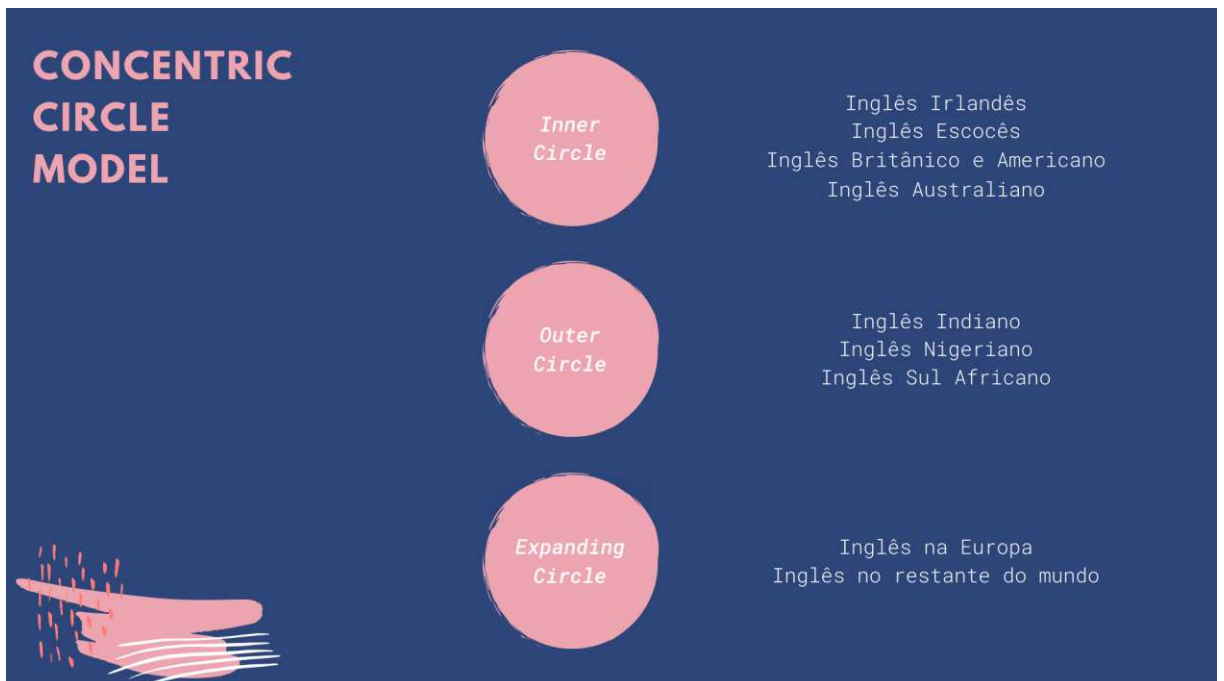 CONCENTRIC
CIRCLE
MODEL
Inner
Circle
Inglês Irlandês
Inglês Escocês
Inglês Britânico e Americano
Inglês Australiano
Outer
Circle
Inglês Indiano
Inglês Nigeriano
Inglês Sul Africano
Expanding
Circle
Inglês na Europa
Inglês no restante do mundo